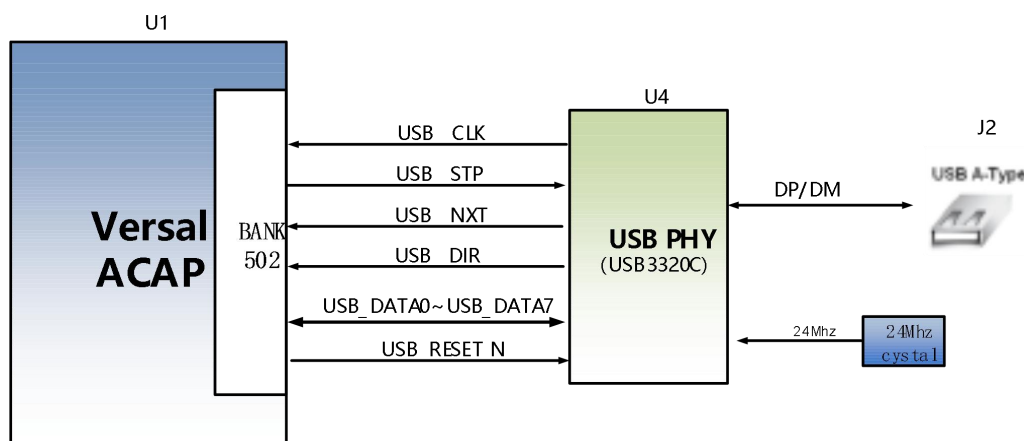 U1
U4
J2
USB CLK
USB STP
USB NXT
USB DIR
USB_DATA0~USB_DATA7
USB RESET N
Versal
ACAP
BANK
502
USB PHY
(USB3320C)
DP/DM
USB A-Type
24Mhz
24Mhz
cystal